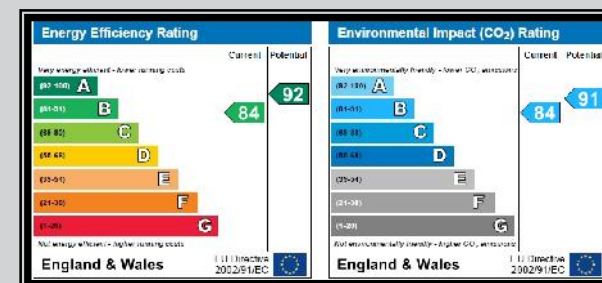 Energy Efficiency Rating
Current Potential
Very energy efficient - lower running costs
(92-100) A
(81-91) B
(69-80) C
(55-68) D
(39-54) E
(21-38) F
(1-20) G
84
92
Not energy efficient - higher running costs
England & Wales
EU Directive
2002/91/EC
Environmental Impact (CO₂) Rating
Current Potential
Very environmentally friendly - lower CO₂ emissions
(92-100) A
(81-91) B
(69-80) C
(55-68) D
(39-54) E
(21-38) F
(1-20) G
84
91
Not environmentally friendly - higher CO₂ emissions
England & Wales
EU Directive
2002/91/EC